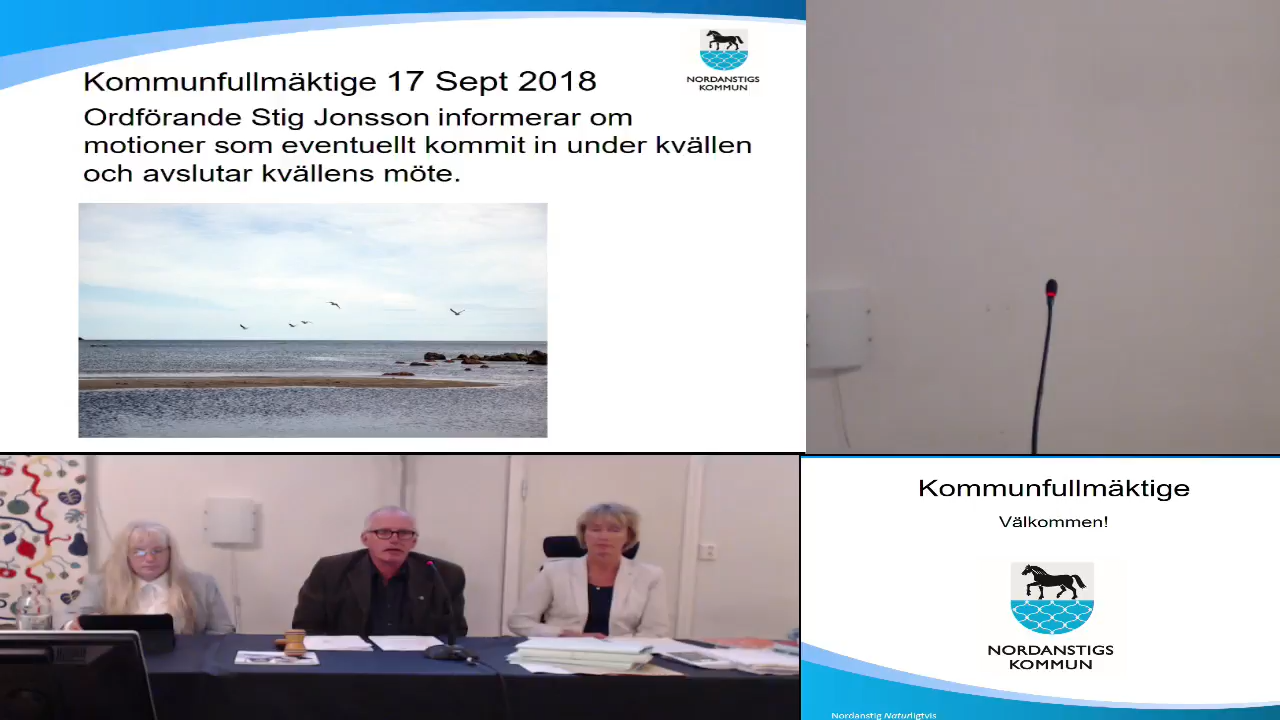 Kommunfullmäktige 17 Sept 2018
Ordförande Stig Jonsson informerar om
motioner som eventuellt kommit in under kvällen
och avslutar kvällens möte.
NORDANSTIGS
KOMMUN
Kommunfullmäktige
Välkommen!
NORDANSTIGS
KOMMUN
Nordanstig Naturligtvis